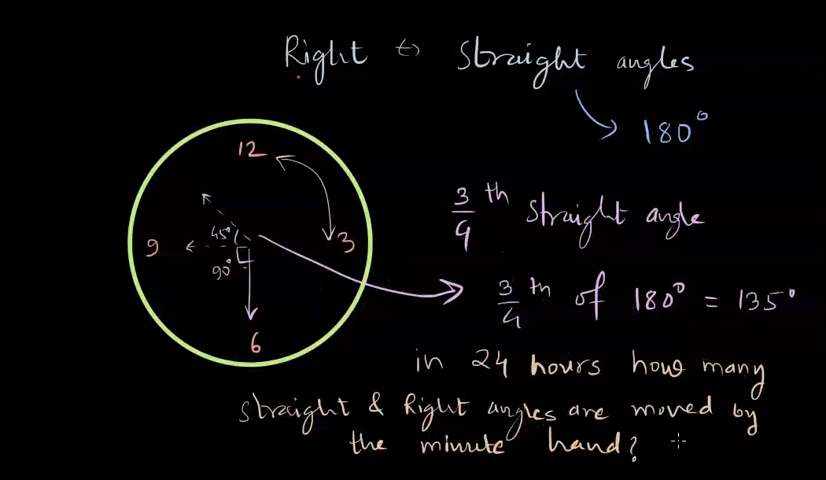 Right ↔ Straight angles
180°
12
3/4 th Straight angle
45°
9
3
90°
3/4 th of 180° = 135°
6
in 24 hours how many
straight & Right angles are moved by
the minute hand?